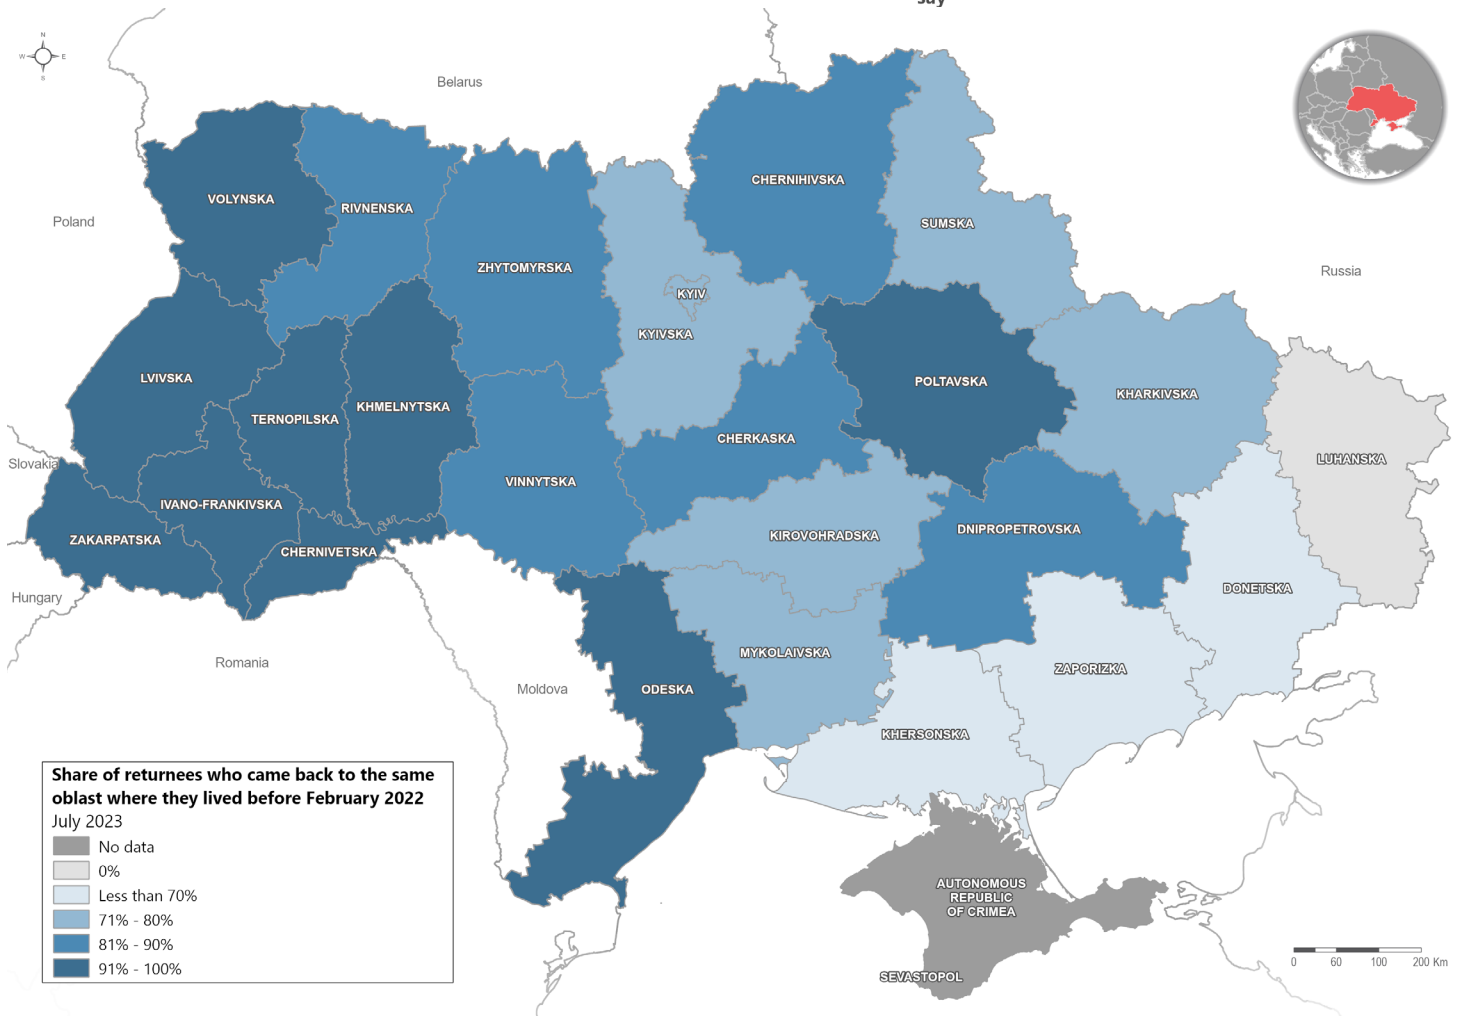 say
N
W E
S
Belarus
Poland
Russia
Slovakia
Hungary
Romania
Moldova
VOLYNSKA
RIVNENSKA
ZHYTOMYRSKA
CHERNIHIVSKA
SUMSKA
KYIV
KYIVSKA
LVIVSKA
TERNOPILSKA
KHMELNYTSKA
POLTAVSKA
KHARKIVSKA
CHERKASKA
LUHANSKA
VINNYTSKA
IVANO-FRANKIVSKA
ZAKARPATSKA
CHERNIVETSKA
KIROVOHRADSKA
DNIPROPETROVSKA
DONETSKA
MYKOLAIVSKA
ZAPORIZKA
ODESKA
KHERSONSKA
AUTONOMOUS
REPUBLIC
OF CRIMEA
SEVASTOPOL
Share of returnees who came back to the same
oblast where they lived before February 2022
July 2023
No data
0%
Less than 70%
71% - 80%
81% - 90%
91% - 100%
0 60 100 200 Km